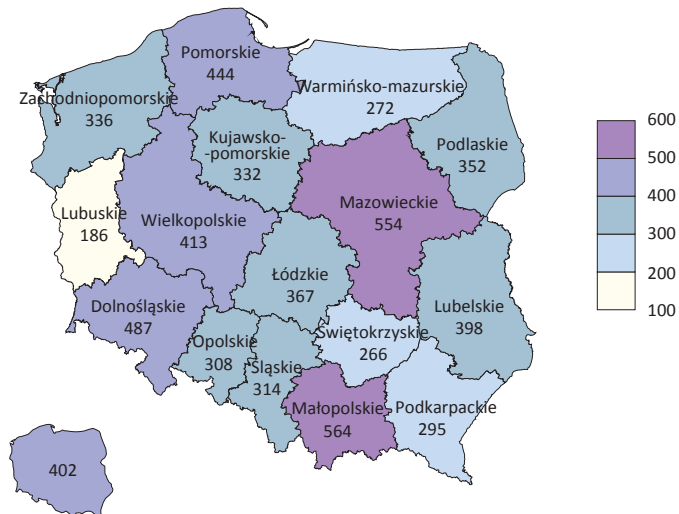 Pomorskie
444
Warmińsko-mazurskie
272
Zachodniopomorskie
336
Kujawsko-
-pomorskie
332
Podlaskie
352
Mazowieckie
554
Lubuskie
186
Wielkopolskie
413
Łódzkie
367
Dolnośląskie
487
Lubelskie
398
Opolskie
308
Śląskie
314
Świętokrzyskie
266
Małopolskie
564
Podkarpackie
295
402
600
500
400
300
200
100